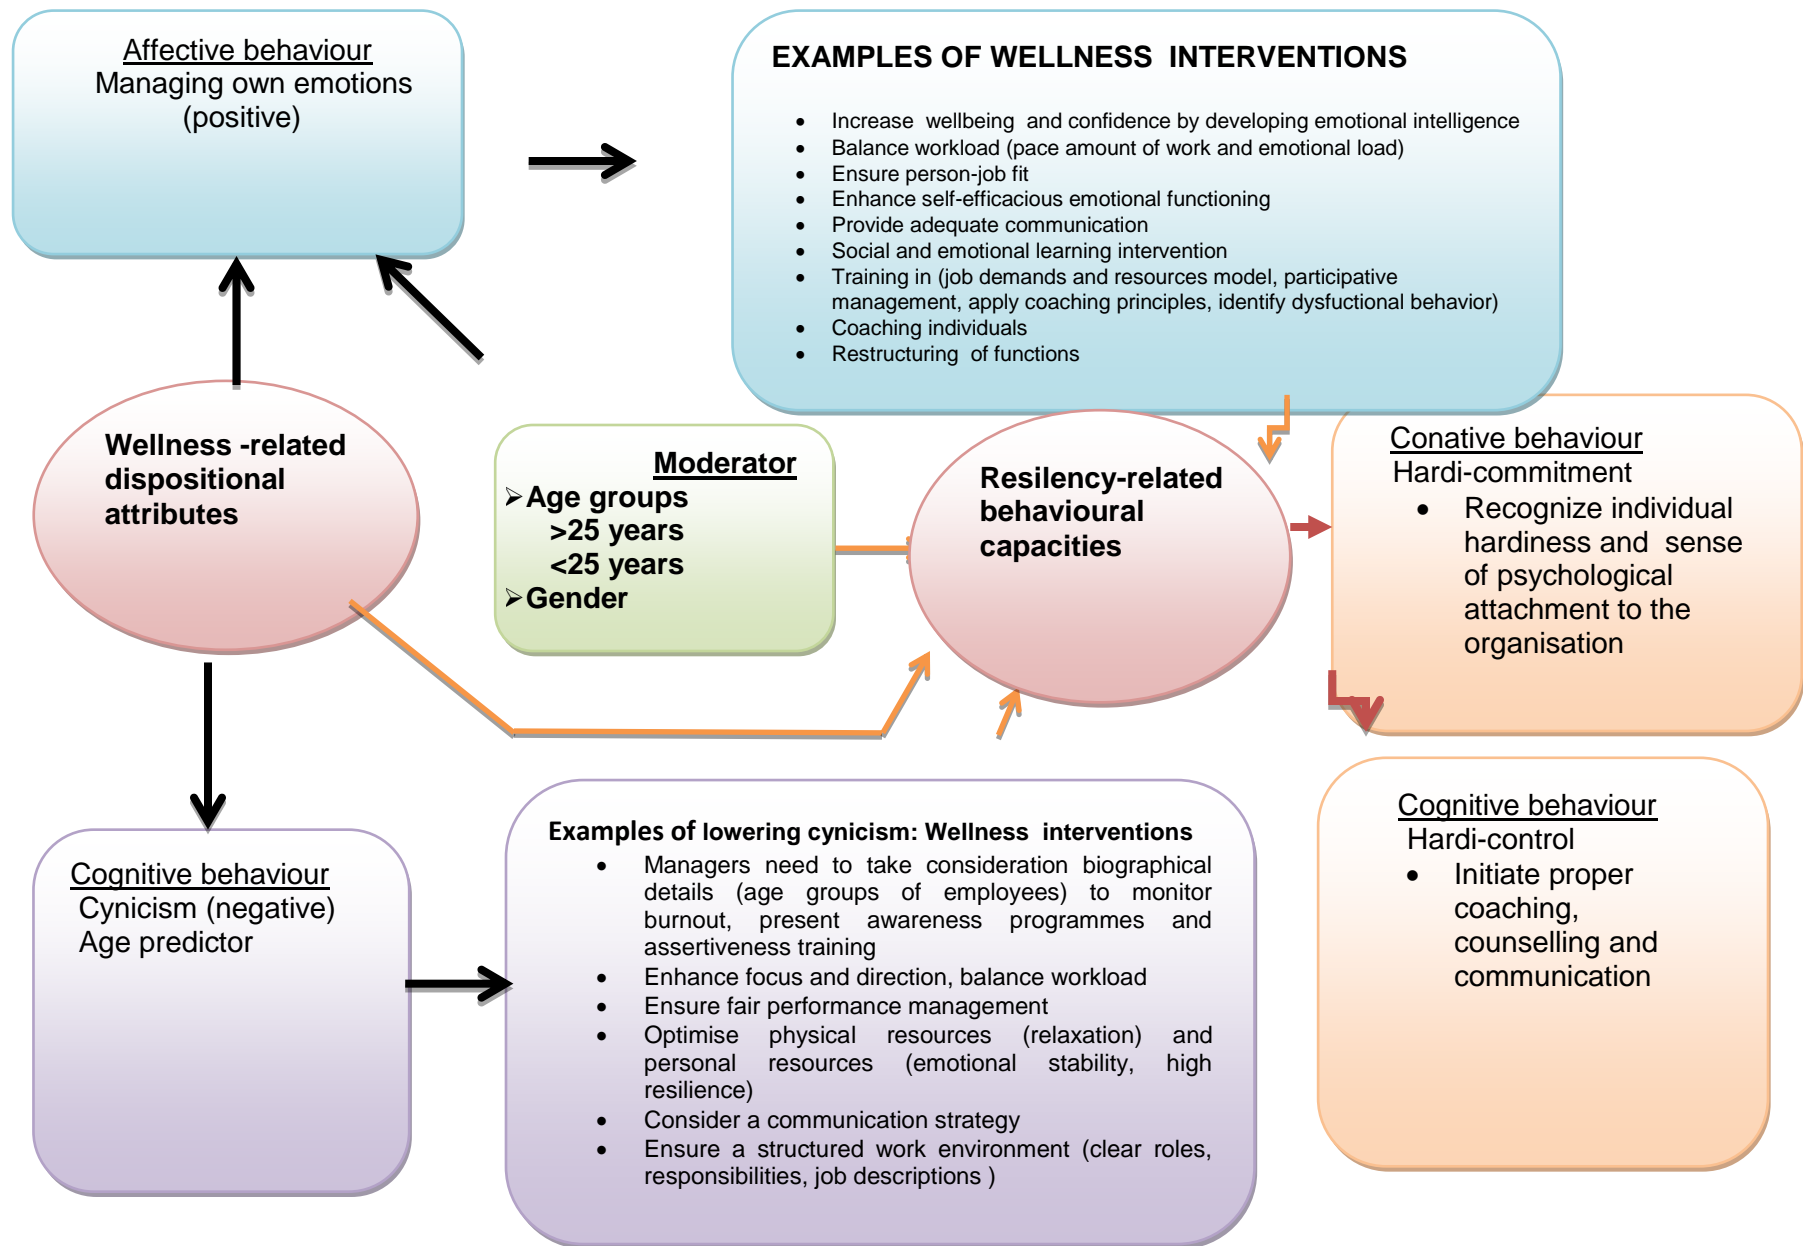 Affective behaviour
Managing own emotions
(positive)
EXAMPLES OF WELLNESS INTERVENTIONS
• Increase wellbeing and confidence by developing emotional intelligence
• Balance workload (pace amount of work and emotional load)
• Ensure person-job fit
• Enhance self-efficacious emotional functioning
• Provide adequate communication
• Social and emotional learning intervention
• Training in (job demands and resources model, participative
management, apply coaching principles, identify dysfuctional behavior)
• Coaching individuals
• Restructuring of functions
Wellness -related
dispositional
attributes
Moderator
➢Age groups
>25 years
<25 years
➢Gender
Resilency-related
behavioural
capacities
Conative behaviour
Hardi-commitment
• Recognize individual
hardiness and sense
of psychological
attachment to the
organisation
Cognitive behaviour
Cynicism (negative)
Age predictor
Examples of lowering cynicism: Wellness interventions
• Managers need to take consideration biographical
details (age groups of employees) to monitor
burnout, present awareness programmes and
assertiveness training
• Enhance focus and direction, balance workload
• Ensure fair performance management
• Optimise physical resources (relaxation) and
personal resources (emotional stability, high
resilience)
• Consider a communication strategy
• Ensure a structured work environment (clear roles,
responsibilities, job descriptions )
Cognitive behaviour
Hardi-control
• Initiate proper
coaching,
counselling and
communication